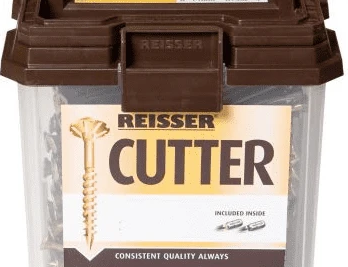 REISSER
REISSER
CUTTER
INCLUDED INSIDE
CONSISTENT QUALITY ALWAYS